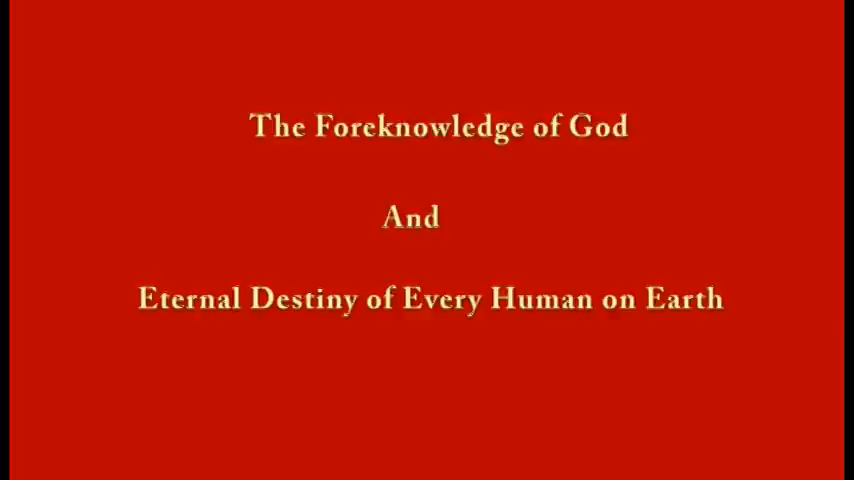 The Foreknowledge of God
And
Eternal Destiny of Every Human on Earth